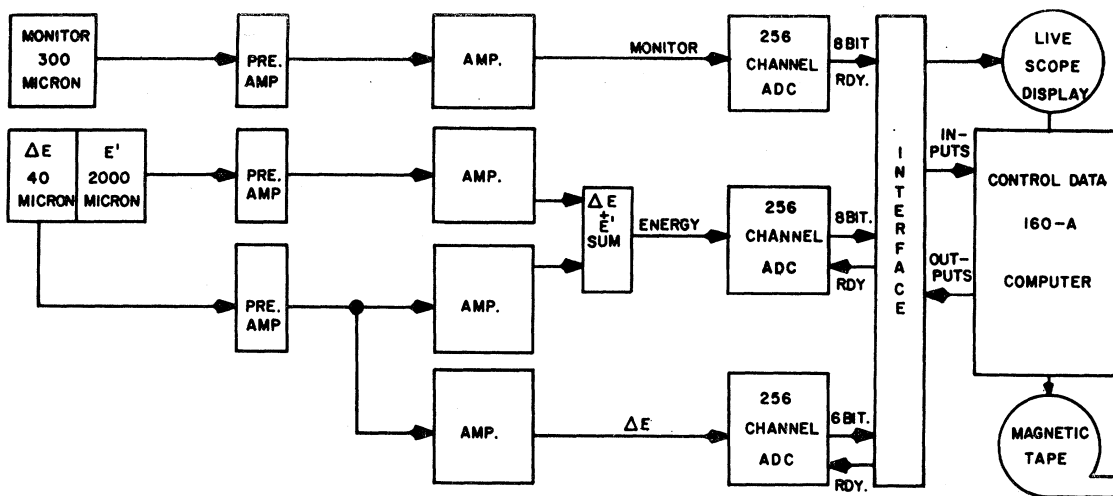 MONITOR
300
MICRON
PRE.
AMP
AMP.
MONITOR
256
CHANNEL
ADC
8BIT
RDY.
LIVE
SCOPE
DISPLAY
ΔE
40
MICRON
E'
2000
MICRON
PRE.
AMP
AMP.
ΔE
+
E'
SUM
ENERGY
256
CHANNEL
ADC
8BIT.
RDY
INTERFACE
IN-
PUTS
OUT-
PUTS
CONTROL DATA
160-A
COMPUTER
PRE.
AMP
AMP.
AMP.
ΔE
256
CHANNEL
ADC
6BIT.
RDY.
MAGNETIC
TAPE